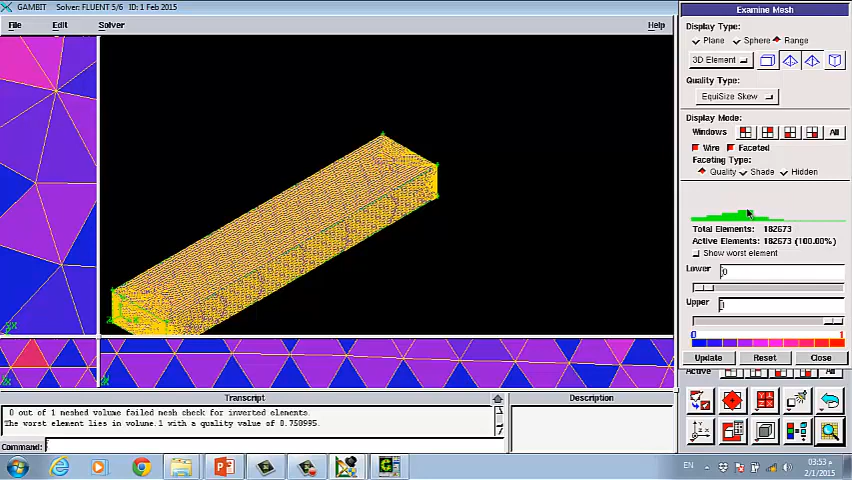 GAMBIT Solver: FLUENT 5/6 ID: 1 Feb 2015
File Edit Solver Help
Examine Mesh
Display Type:
Plane Sphere Range
3D Element
Quality Type:
EquiSize Skew
Display Mode:
Windows All
Wire Faceted
Faceting Type:
Quality Shade Hidden
Total Elements: 182673
Active Elements: 182673 (100.00%)
Show worst element
Lower 0
Upper 1
0 1
Update Reset Close
Active All
Transcript
0 out of 1 meshed volume failed mesh check for inverted elements.
The worst element lies in volume.1 with a quality value of 0.750995.
Command:
Description
EN
03:53 م
2/1/2015